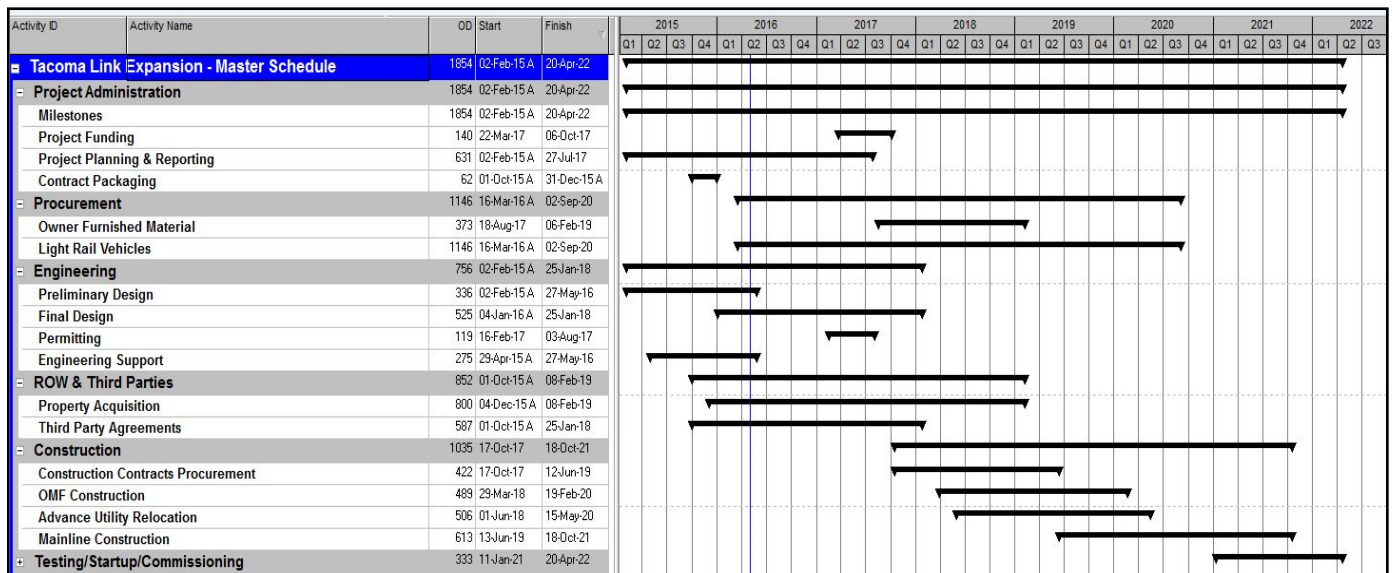 Activity ID Activity Name OD Start Finish 2015 2016 2017 2018 2019 2020 2021 2022
Q1 Q2 Q3 Q4 Q1 Q2 Q3 Q4 Q1 Q2 Q3 Q4 Q1 Q2 Q3 Q4 Q1 Q2 Q3 Q4 Q1 Q2 Q3 Q4 Q1 Q2 Q3 Q4 Q1 Q2 Q3
Tacoma Link Expansion - Master Schedule 1854 02-Feb-15 A 20-Apr-22
Project Administration 1854 02-Feb-15 A 20-Apr-22
Milestones 1854 02-Feb-15 A 20-Apr-22
Project Funding 140 22-Mar-17 06-Oct-17
Project Planning & Reporting 631 02-Feb-15 A 27-Jul-17
Contract Packaging 62 01-Oct-15 A 31-Dec-15 A
Procurement 1146 16-Mar-16 A 02-Sep-20
Owner Furnished Material 373 18-Aug-17 06-Feb-19
Light Rail Vehicles 1146 16-Mar-16 A 02-Sep-20
Engineering 756 02-Feb-15 A 25-Jan-18
Preliminary Design 336 02-Feb-15 A 27-May-16
Final Design 525 04-Jan-16 A 25-Jan-18
Permitting 119 16-Feb-17 03-Aug-17
Engineering Support 275 29-Apr-15 A 27-May-16
ROW & Third Parties 852 01-Oct-15 A 08-Feb-19
Property Acquisition 800 04-Dec-15 A 08-Feb-19
Third Party Agreements 587 01-Oct-15 A 25-Jan-18
Construction 1035 17-Oct-17 18-Oct-21
Construction Contracts Procurement 422 17-Oct-17 12-Jun-19
OMF Construction 489 29-Mar-18 19-Feb-20
Advance Utility Relocation 506 01-Jun-18 15-May-20
Mainline Construction 613 13-Jun-19 18-Oct-21
Testing/Startup/Commissioning 333 11-Jan-21 20-Apr-22